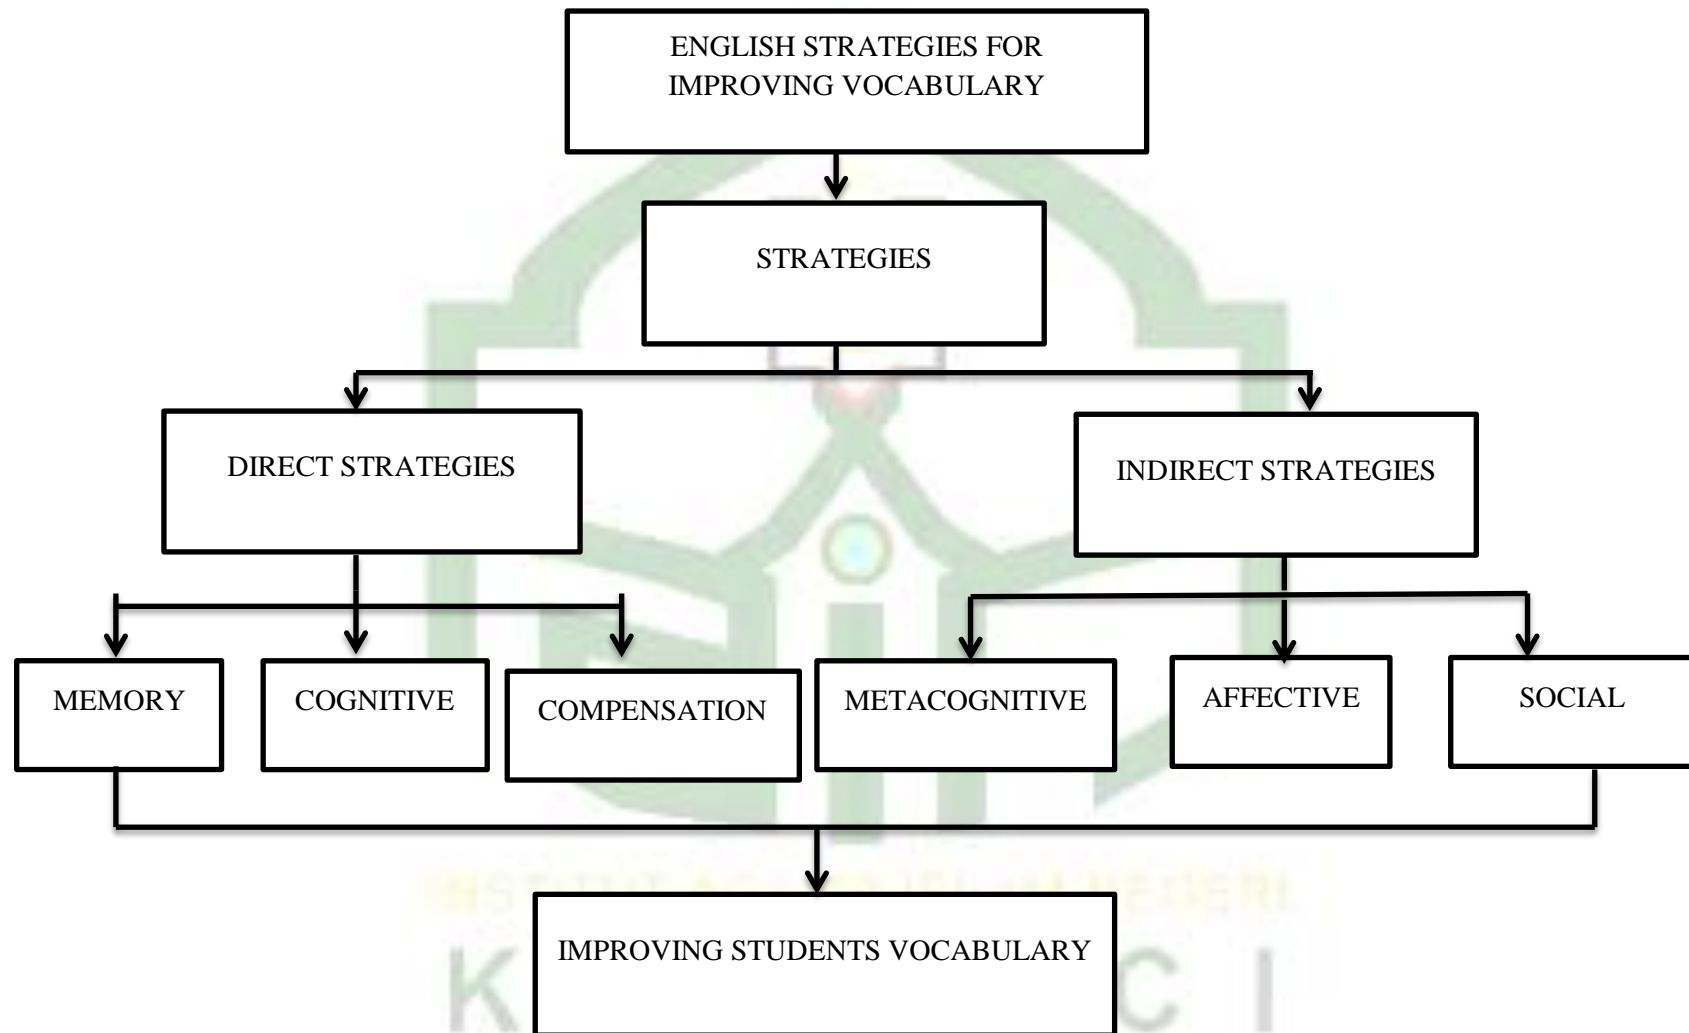 ENGLISH STRATEGIES FOR
IMPROVING VOCABULARY
STRATEGIES
DIRECT STRATEGIES
INDIRECT STRATEGIES
MEMORY
COGNITIVE
COMPENSATION
METACOGNITIVE
AFFECTIVE
SOCIAL
IMPROVING STUDENTS VOCABULARY
K
C I